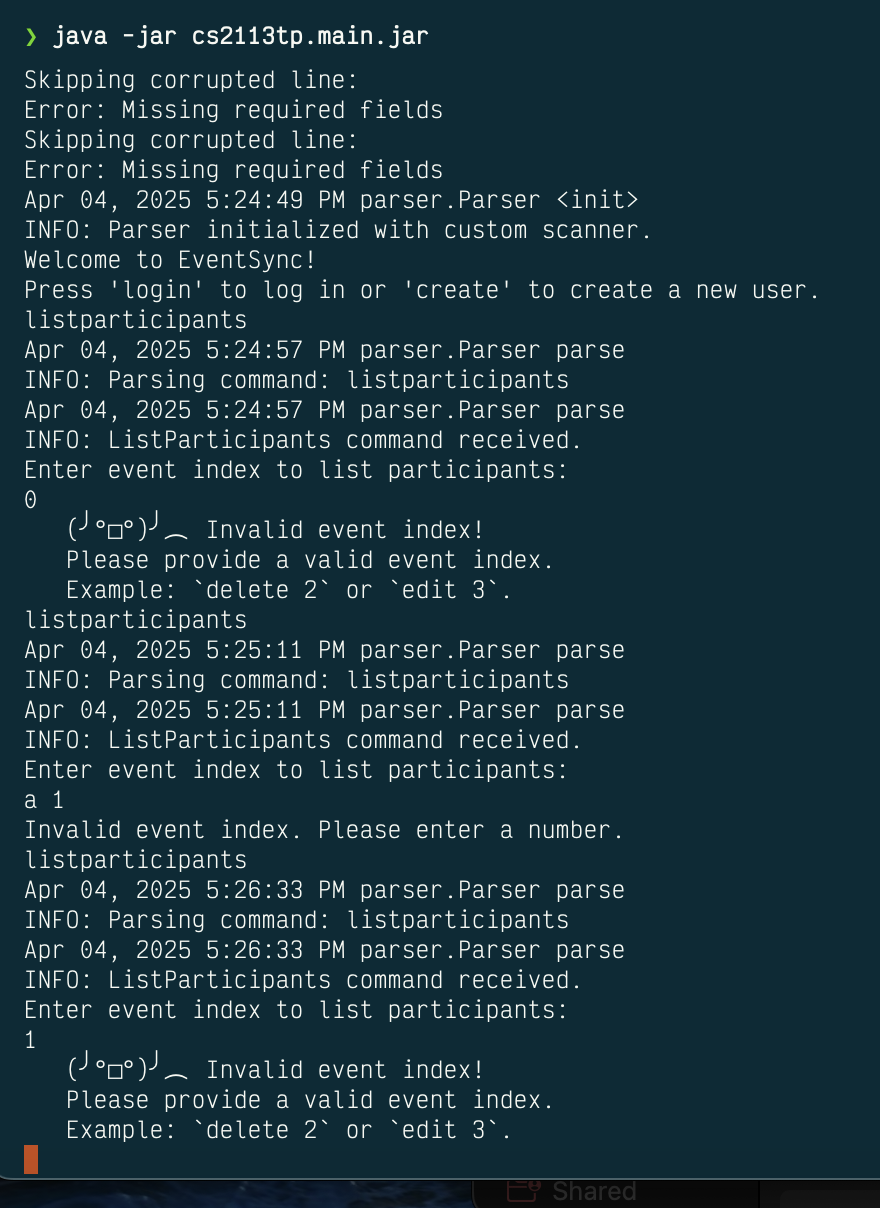 ❯ java -jar cs2113tp.main.jar
Skipping corrupted line:
Error: Missing required fields
Skipping corrupted line:
Error: Missing required fields
Apr 04, 2025 5:24:49 PM parser.Parser <init>
INFO: Parser initialized with custom scanner.
Welcome to EventSync!
Press 'login' to log in or 'create' to create a new user.
listparticipants
Apr 04, 2025 5:24:57 PM parser.Parser parse
INFO: Parsing command: listparticipants
Apr 04, 2025 5:24:57 PM parser.Parser parse
INFO: ListParticipants command received.
Enter event index to list participants:
0
(╯°□°)╯︵ Invalid event index!
Please provide a valid event index.
Example: `delete 2` or `edit 3`.
listparticipants
Apr 04, 2025 5:25:11 PM parser.Parser parse
INFO: Parsing command: listparticipants
Apr 04, 2025 5:25:11 PM parser.Parser parse
INFO: ListParticipants command received.
Enter event index to list participants:
a 1
Invalid event index. Please enter a number.
listparticipants
Apr 04, 2025 5:26:33 PM parser.Parser parse
INFO: Parsing command: listparticipants
Apr 04, 2025 5:26:33 PM parser.Parser parse
INFO: ListParticipants command received.
Enter event index to list participants:
1
(╯°□°)╯︵ Invalid event index!
Please provide a valid event index.
Example: `delete 2` or `edit 3`.
Shared